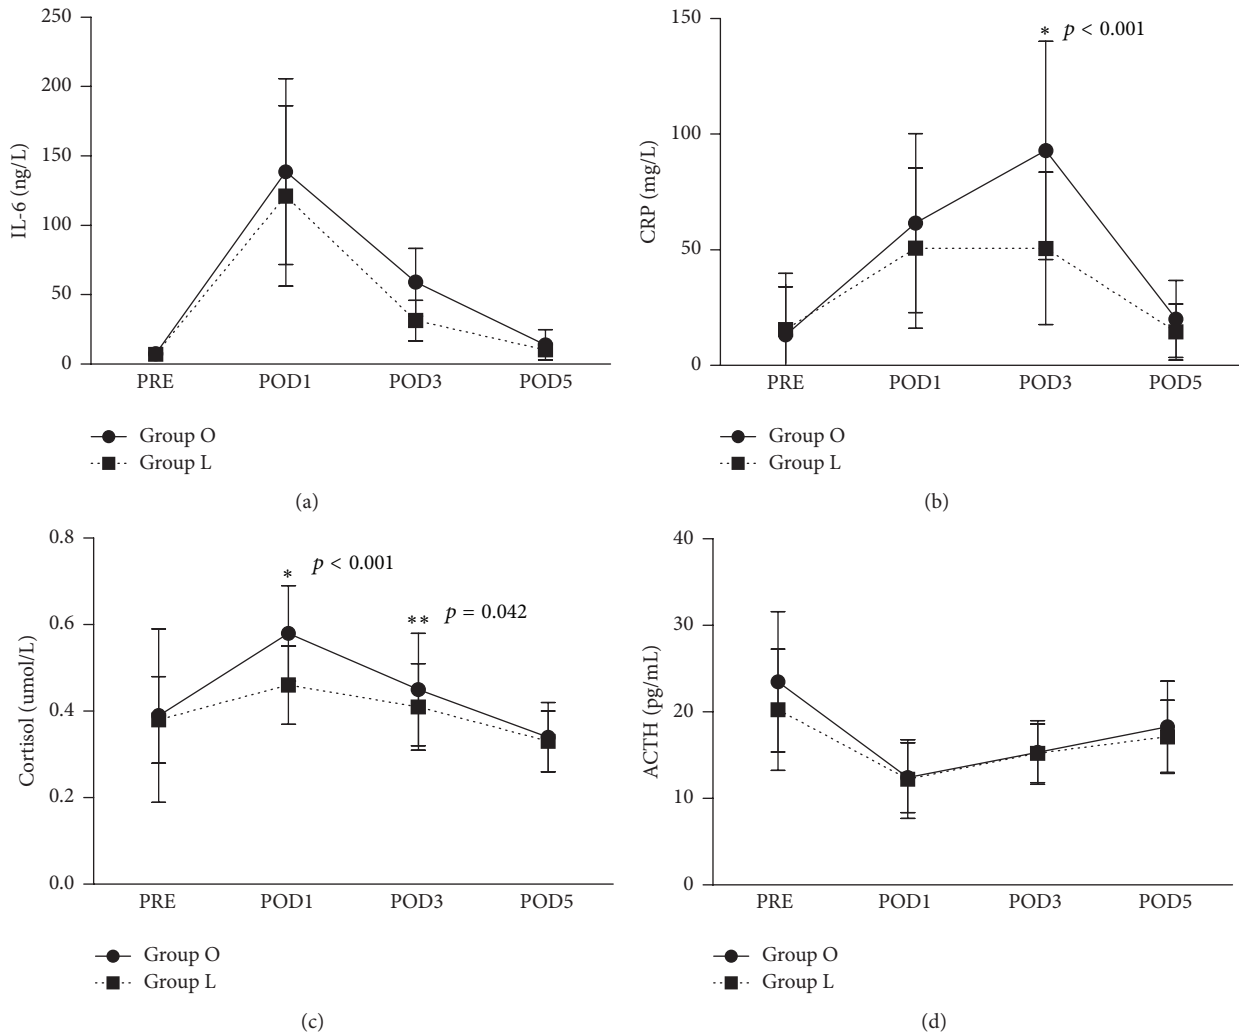 250
200
150
100
50
0
IL-6 (ng/L)
PRE POD1 POD3 POD5
Group O
Group L
(a)
150
100
50
0
CRP (mg/L)
* p < 0.001
PRE POD1 POD3 POD5
Group O
Group L
(b)
0.8
0.6
0.4
0.2
0.0
Cortisol (umol/L)
* p < 0.001
** p = 0.042
PRE POD1 POD3 POD5
Group O
Group L
(c)
40
30
20
10
0
ACTH (pg/mL)
PRE POD1 POD3 POD5
Group O
Group L
(d)